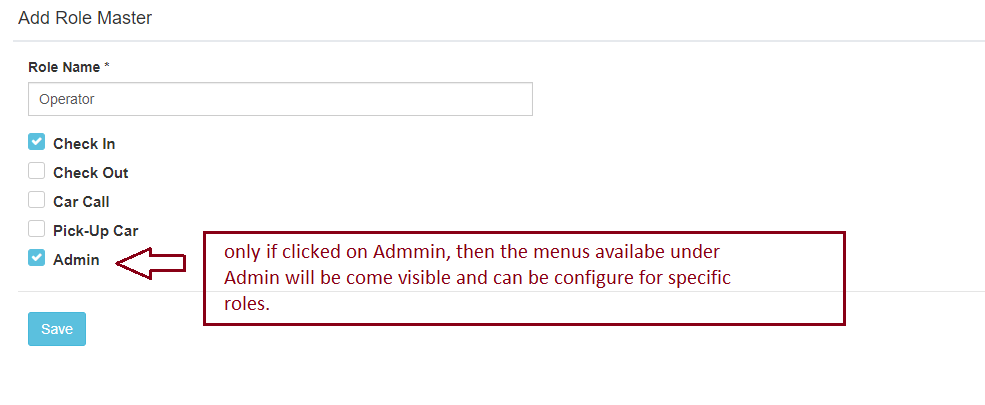 Add Role Master
Role Name *
Operator
Check In
Check Out
Car Call
Pick-Up Car
Admin
only if clicked on Admmin, then the menus availabe under
Admin will be come visible and can be configure for specific
roles.
Save